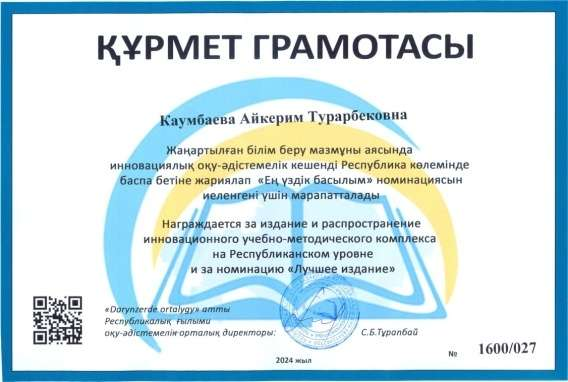 ҚҰРМЕТ ГРАМОТАСЫ
Каумбаева Айкерим Турарбековна
Жаңартылған білім беру мазмұны аясында
инновациялық оқу-әдістемелік кешенді Республика көлемінде
баспа бетіне жариялап «Ең үздік басылым» номинациясын
иеленгені үшін марапатталады
Награждается за издание и распространение
инновационного учебно-методического комплекса
на Республиканском уровне
и за номинацию «Лучшее издание»
«Darynzerde ortalygy» атты
Республикалық ғылыми
оқу-әдістемелік орталық директоры: С.Б.Турапбай
2024 жыл
№ 1600/027